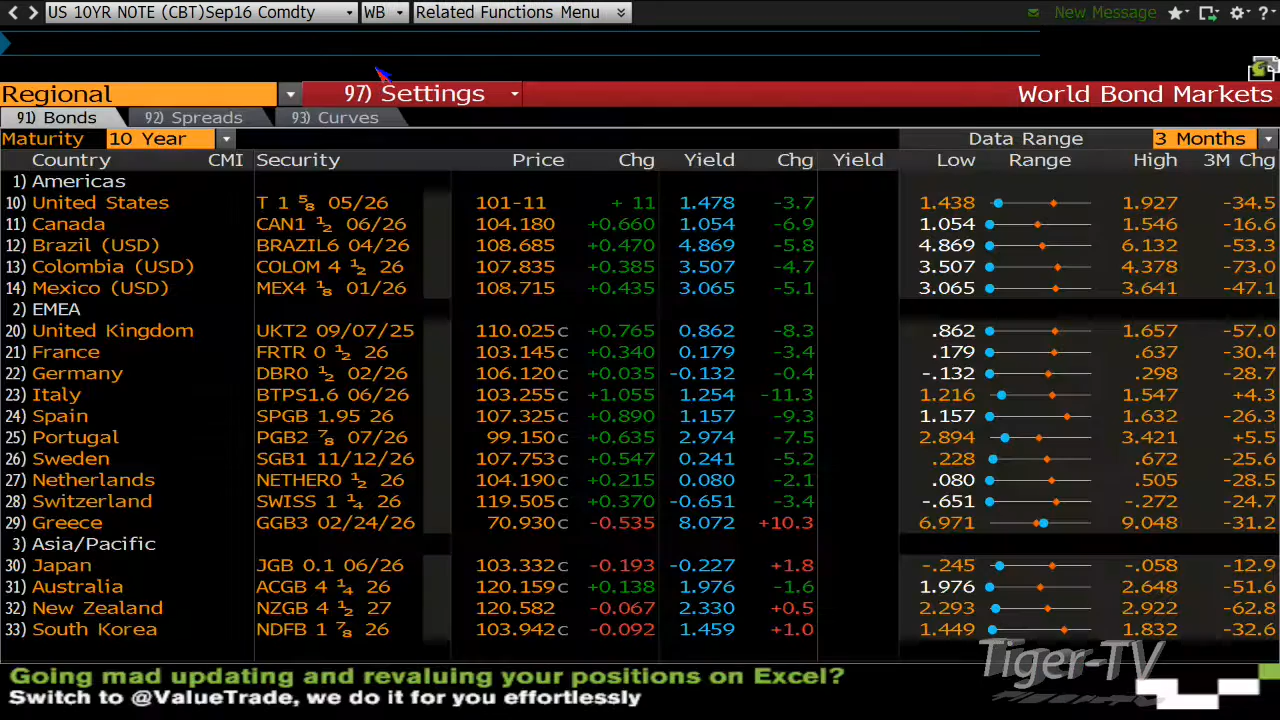 US 10YR NOTE (CBT)Sep16 Comdty WB Related Functions Menu New Message
Regional 97) Settings World Bond Markets
91) Bonds 92) Spreads 93) Curves
Maturity 10 Year Data Range 3 Months
Country CMI Security Price Chg Yield Chg Yield Low Range High 3M Chg
1) Americas
10) United States T 1 ⅝ 05/26 101-11 + 11 1.478 -3.7 1.438 1.927 -34.5
11) Canada CAN1 ½ 06/26 104.180 +0.660 1.054 -6.9 1.054 1.546 -16.6
12) Brazil (USD) BRAZIL6 04/26 108.685 +0.470 4.869 -5.8 4.869 6.132 -53.3
13) Colombia (USD) COLOM 4 ½ 26 107.835 +0.385 3.507 -4.7 3.507 4.378 -73.0
14) Mexico (USD) MEX4 ⅛ 01/26 108.715 +0.435 3.065 -5.1 3.065 3.641 -47.1
2) EMEA
20) United Kingdom UKT2 09/07/25 110.025 c +0.765 0.862 -8.3 .862 1.657 -57.0
21) France FRTR 0 ½ 26 103.145 c +0.340 0.179 -3.4 .179 .637 -30.4
22) Germany DBR0 ½ 02/26 106.120 c +0.035 -0.132 -0.4 -.132 .298 -28.7
23) Italy BTPS1.6 06/26 103.255 c +1.055 1.254 -11.3 1.216 1.547 +4.3
24) Spain SPGB 1.95 26 107.325 c +0.890 1.157 -9.3 1.157 1.632 -26.3
25) Portugal PGB2 ⅞ 07/26 99.150 c +0.635 2.974 -7.5 2.894 3.421 +5.5
26) Sweden SGB1 11/12/26 107.753 c +0.547 0.241 -5.2 .228 .672 -25.6
27) Netherlands NETHER0 ½ 26 104.190 c +0.215 0.080 -2.1 .080 .505 -28.5
28) Switzerland SWISS 1 ¼ 26 119.505 c +0.370 -0.651 -3.4 -.651 -.272 -24.7
29) Greece GGB3 02/24/26 70.930 c -0.535 8.072 +10.3 6.971 9.048 -31.2
3) Asia/Pacific
30) Japan JGB 0.1 06/26 103.332 c -0.193 -0.227 +1.8 -.245 -.058 -12.9
31) Australia ACGB 4 ¼ 26 120.159 c +0.138 1.976 -1.6 1.976 2.648 -51.6
32) New Zealand NZGB 4 ½ 27 120.582 -0.067 2.330 +0.5 2.293 2.922 -62.8
33) South Korea NDFB 1 ⅞ 26 103.942 c -0.092 1.459 +1.0 1.449 1.832 -32.6
Tiger-TV
Going mad updating and revaluing your positions on Excel?
Switch to @ValueTrade, we do it for you effortlessly